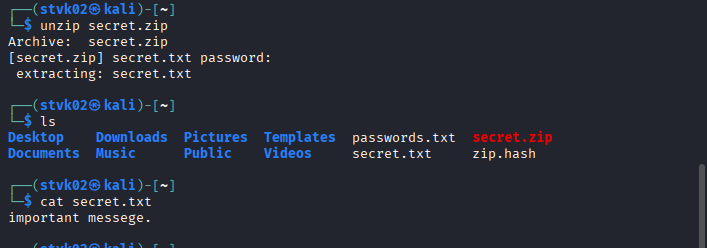 ┌──(stvk02㉿kali)-[~]
└─$ unzip secret.zip
Archive:  secret.zip
[secret.zip] secret.txt password:
 extracting: secret.txt
┌──(stvk02㉿kali)-[~]
└─$ ls
Desktop    Downloads  Pictures  Templates  passwords.txt  secret.zip
Documents  Music      Public    Videos     secret.txt     zip.hash
┌──(stvk02㉿kali)-[~]
└─$ cat secret.txt
important messege.